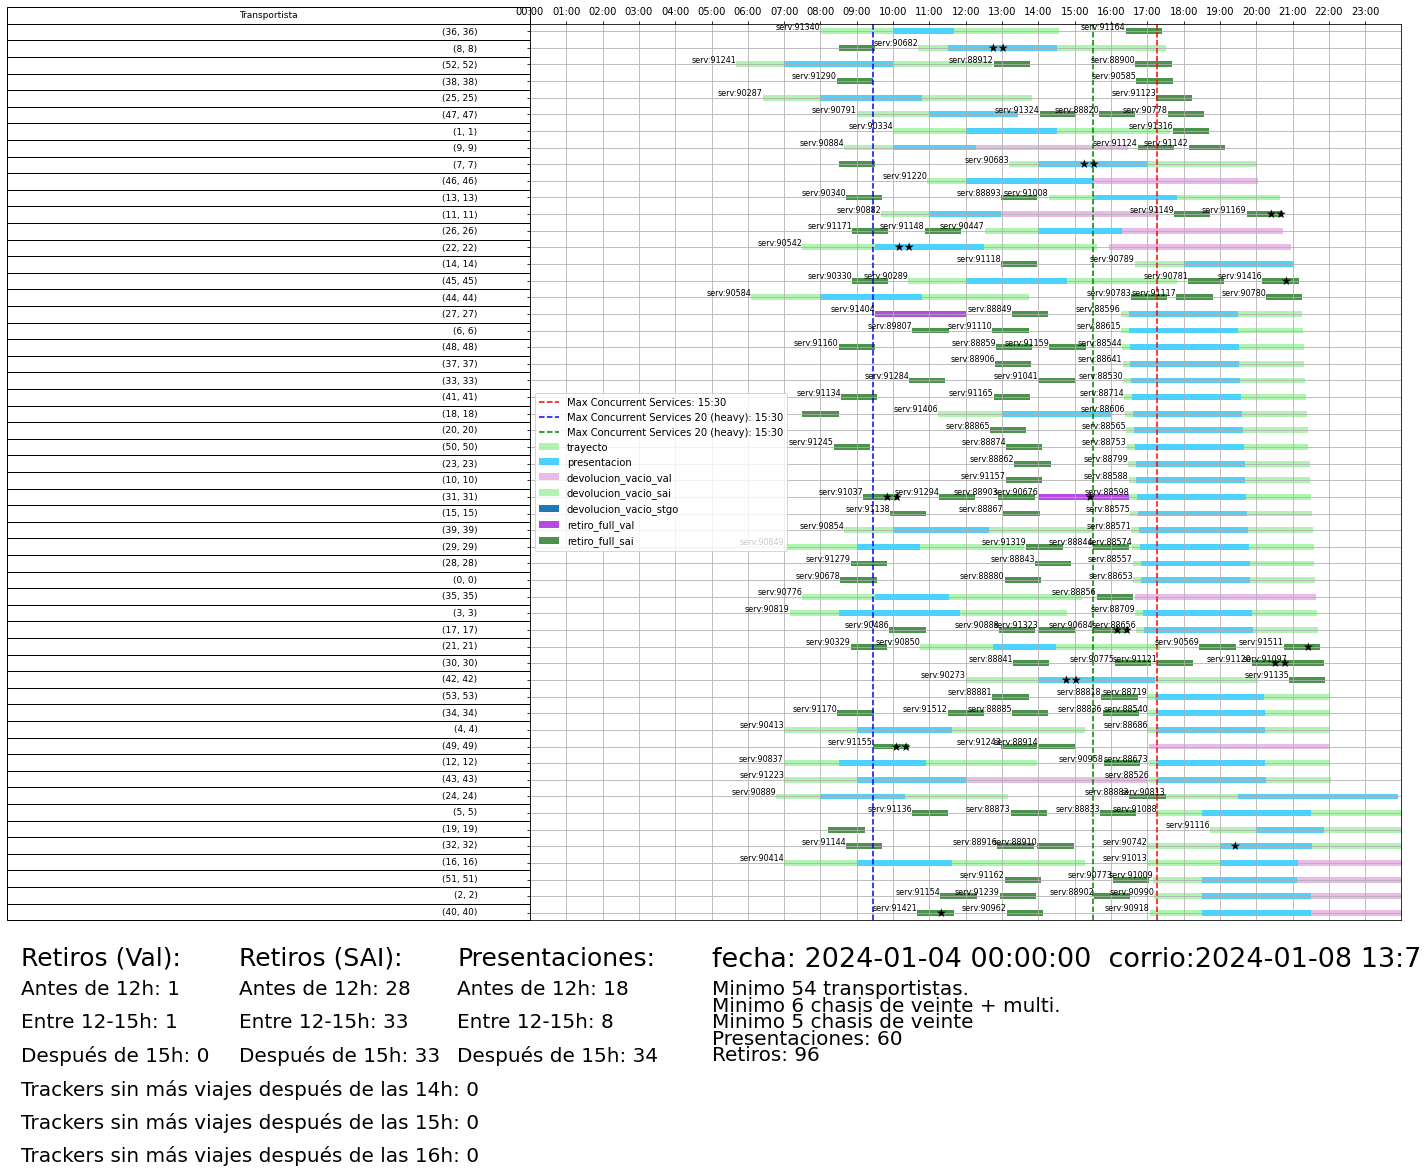 Transportista 00:00 01:00 02:00 03:00 04:00 05:00 06:00 07:00 08:00 09:00 10:00 11:00 12:00 13:00 14:00 15:00 16:00 17:00 18:00 19:00 20:00 21:00 22:00 23:00
(36, 36) serv:91340 serv:91164
(8, 8) serv:90682
(52, 52) serv:91241 serv:88912 serv:88900
(38, 38) serv:91290 serv:90585
(25, 25) serv:90287 serv:91123
(47, 47) serv:90791 serv:91324 serv:88820 serv:90778
(1, 1) serv:90334 serv:91316
(9, 9) serv:90884 serv:91124 serv:91142
(7, 7) serv:90683
(46, 46) serv:91220
(13, 13) serv:90340 serv:88893 serv:91008
(11, 11) serv:90882 serv:91149 serv:91169
(26, 26) serv:91171 serv:91148 serv:90447
(22, 22) serv:90542
(14, 14) serv:91118 serv:90789
(45, 45) serv:90330 serv:90289 serv:90781 serv:91416
(44, 44) serv:90584 serv:90783 serv:91117 serv:90780
(27, 27) serv:91404 serv:88849 serv:88596
(6, 6) serv:89807 serv:91110 serv:88615
(48, 48) serv:91160 serv:88859 serv:91159 serv:88544
(37, 37) serv:88906 serv:88641
(33, 33) serv:91284 serv:91041 serv:88530
(41, 41) serv:91134 serv:91165 serv:88714
(18, 18) serv:91406 serv:88606
(20, 20) serv:88865 serv:88565
(50, 50) serv:91245 serv:88874 serv:88753
(23, 23) serv:88862 serv:88799
(10, 10) serv:91157 serv:88588
(31, 31) serv:91037 serv:91294 serv:88903 serv:90676 serv:88598
(15, 15) serv:91138 serv:88867 serv:88575
(39, 39) serv:90854 serv:88571
(29, 29) serv:90849 serv:91319 serv:88844 serv:88574
(28, 28) serv:91279 serv:88843 serv:88557
(0, 0) serv:90678 serv:88880 serv:88653
(35, 35) serv:90776 serv:88856
(3, 3) serv:90819 serv:88709
(17, 17) serv:90486 serv:91323 serv:90684 serv:88656
(21, 21) serv:90329 serv:90850 serv:90569 serv:91511
(30, 30) serv:88841 serv:90775 serv:91121 serv:91097
(42, 42) serv:90273 serv:91135
(53, 53) serv:88881 serv:88818 serv:88719
(34, 34) serv:91170 serv:91512 serv:88885 serv:88836 serv:88540
(4, 4) serv:90413 serv:88686
(49, 49) serv:91155 serv:88914
(12, 12) serv:90837 serv:90958 serv:88673
(43, 43) serv:91223 serv:88526
(24, 24) serv:90889 serv:90813
(5, 5) serv:91136 serv:88873 serv:88833 serv:91088
(19, 19) serv:91116
(32, 32) serv:91144 serv:88916 serv:88910 serv:90742
(16, 16) serv:90414 serv:91013
(51, 51) serv:91162 serv:90773 serv:91009
(2, 2) serv:91154 serv:91239 serv:88902 serv:90990
(40, 40) serv:91421 serv:90962 serv:90918
Max Concurrent Services: 15:30
Max Concurrent Services 20 (heavy): 15:30
Max Concurrent Services 20 (heavy): 15:30
trayecto
presentacion
devolucion_vacio_val
devolucion_vacio_sai
devolucion_vacio_stgo
retiro_full_val
retiro_full_sai
Retiros (Val): Retiros (SAI): Presentaciones: fecha: 2024-01-04 00:00:00 corrio:2024-01-08 13:7
Antes de 12h: 1 Antes de 12h: 28 Antes de 12h: 18 Minimo 54 transportistas.
Minimo 6 chasis de veinte + multi.
Entre 12-15h: 1 Entre 12-15h: 33 Entre 12-15h: 8 Minimo 5 chasis de veinte
Presentaciones: 60
Después de 15h: 0 Después de 15h: 33 Después de 15h: 34 Retiros: 96
Trackers sin más viajes después de las 14h: 0
Trackers sin más viajes después de las 15h: 0
Trackers sin más viajes después de las 16h: 0